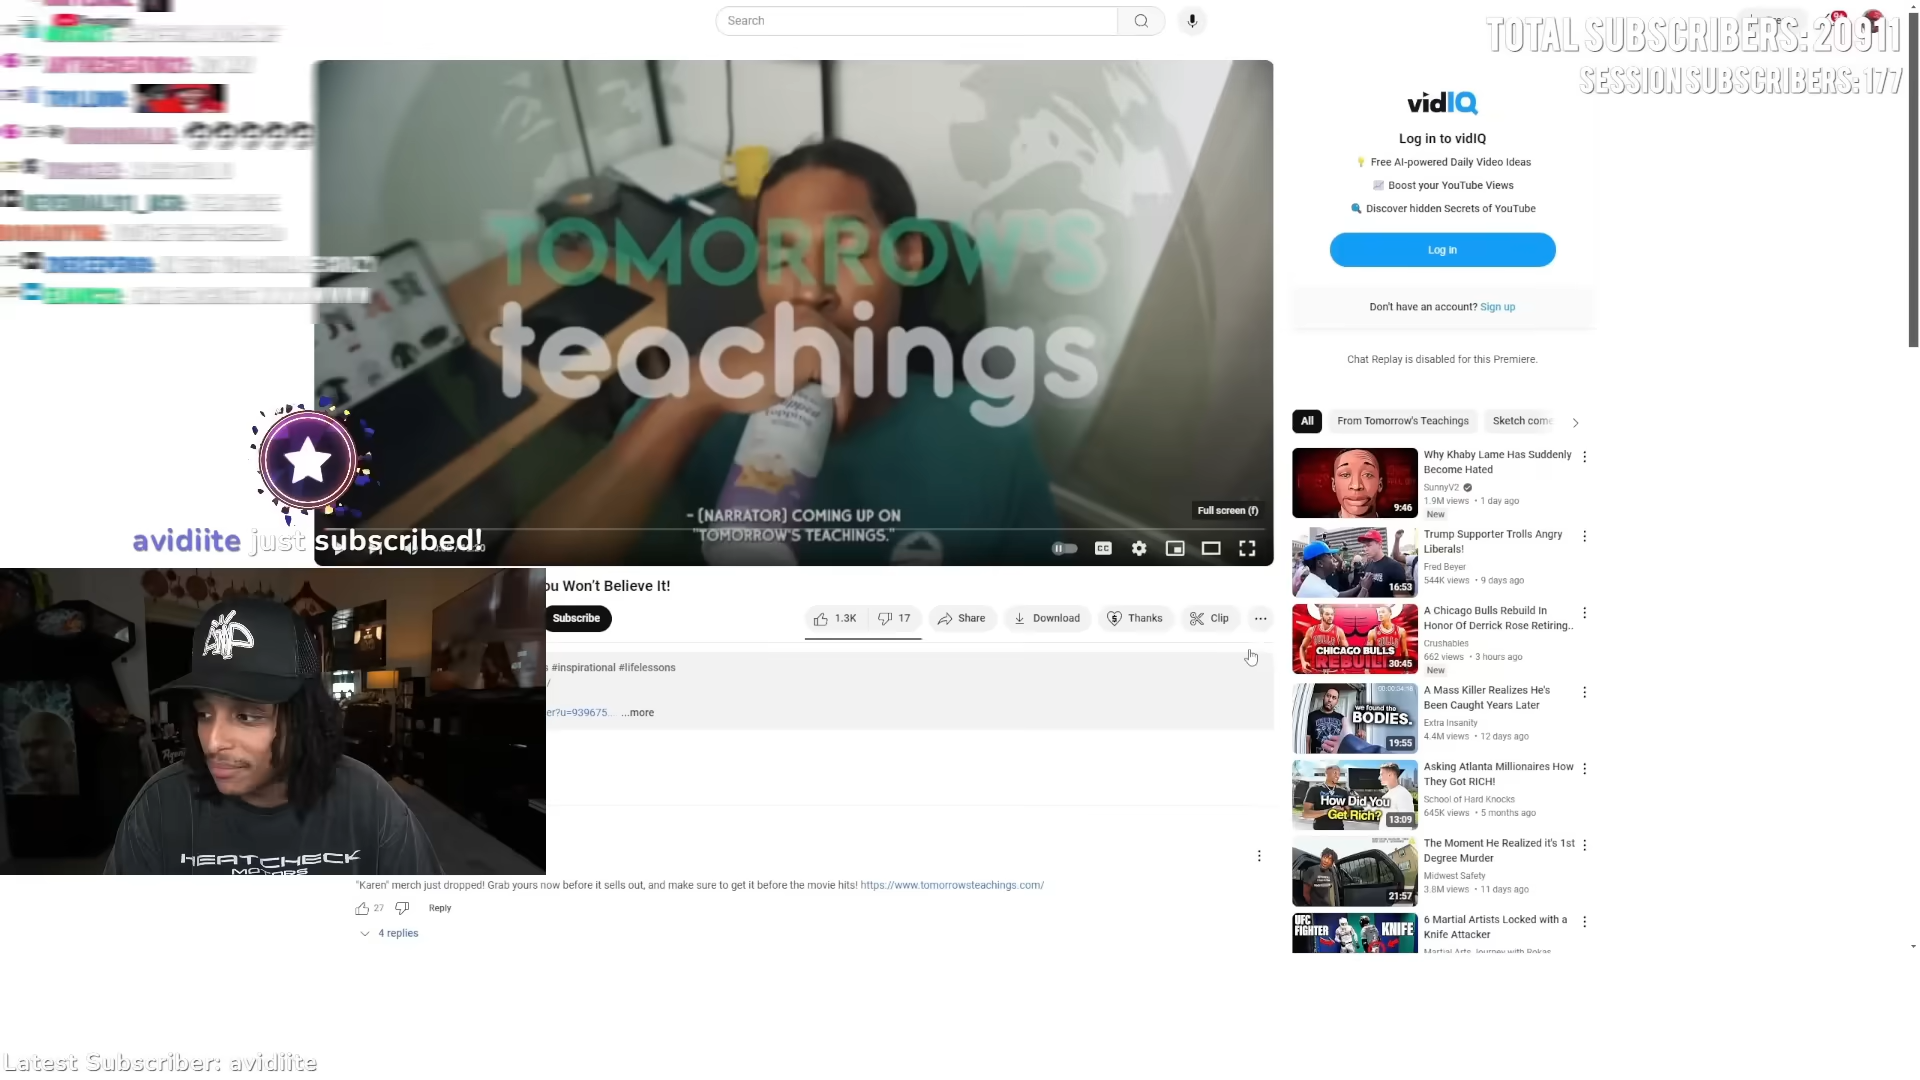 Search
TOTAL SUBSCRIBERS: 20911
SESSION SUBSCRIBERS: 177
TOMORROW'S
teachings
- (NARRATOR) COMING UP ON
"TOMORROW'S TEACHINGS."
Full screen (f)
CC
avidiite just subscribed!
ou Won't Believe It!
Subscribe
1.3K
17
Share
Download
Thanks
Clip
#inspirational #lifelessons
er?u=939675... ...more
HEATCHECK
MOTORS
"Karen" merch just dropped! Grab yours now before it sells out, and make sure to get it before the movie hits! https://www.tomorrowsteachings.com/
27
Reply
4 replies
Latest Subscriber: avidiite
vidIQ
Log in to vidIQ
Free AI-powered Daily Video Ideas
Boost your YouTube Views
Discover hidden Secrets of YouTube
Log in
Don't have an account? Sign up
Chat Replay is disabled for this Premiere.
All
From Tomorrow's Teachings
Sketch come
Why Khaby Lame Has Suddenly
Become Hated
SunnyV2
1.9M views • 1 day ago
New
9:46
Trump Supporter Trolls Angry
Liberals!
Fred Beyer
544K views • 9 days ago
16:53
A Chicago Bulls Rebuild In
Honor Of Derrick Rose Retiring..
Crushables
662 views • 3 hours ago
New
CHICAGO BULLS
REBUILD
30:45
A Mass Killer Realizes He's
Been Caught Years Later
Extra Insanity
4.4M views • 12 days ago
we found the
BODIES.
19:55
Asking Atlanta Millionaires How
They Got RICH!
School of Hard Knocks
645K views • 5 months ago
How Did You
Get Rich?
13:09
The Moment He Realized it's 1st
Degree Murder
Midwest Safety
3.8M views • 11 days ago
21:57
6 Martial Artists Locked with a
Knife Attacker
UFC
FIGHTER
KNIFE